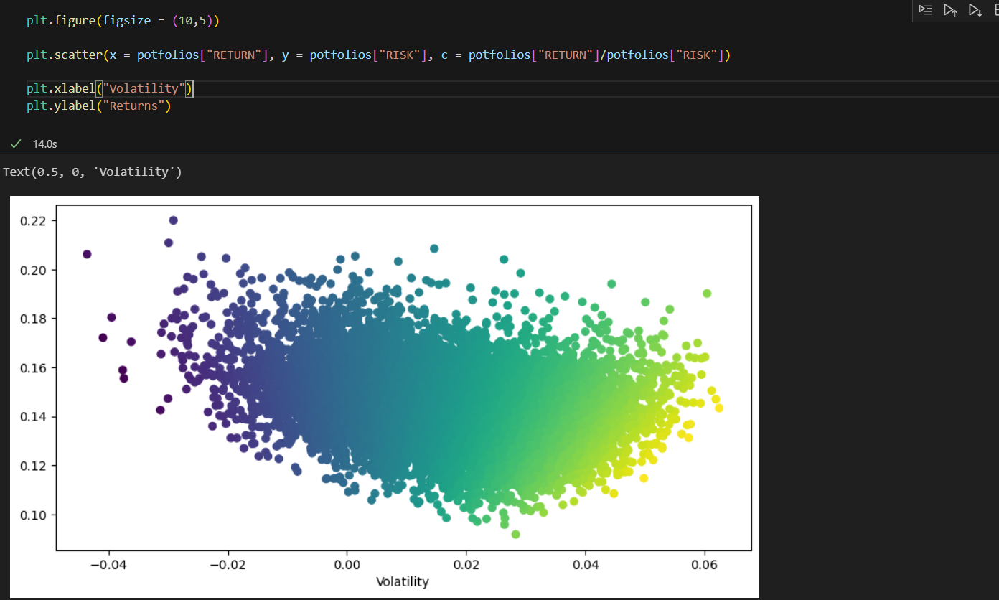 plt.figure(figsize = (10,5))
plt.scatter(x = potfolios["RETURN"], y = potfolios["RISK"], c = potfolios["RETURN"]/potfolios["RISK"])
plt.xlabel("Volatility")
plt.ylabel("Returns")
14.0s
Text(0.5, 0, 'Volatility')
0.22
0.20
0.18
0.16
0.14
0.12
0.10
−0.04 −0.02 0.00 0.02 0.04 0.06
Volatility